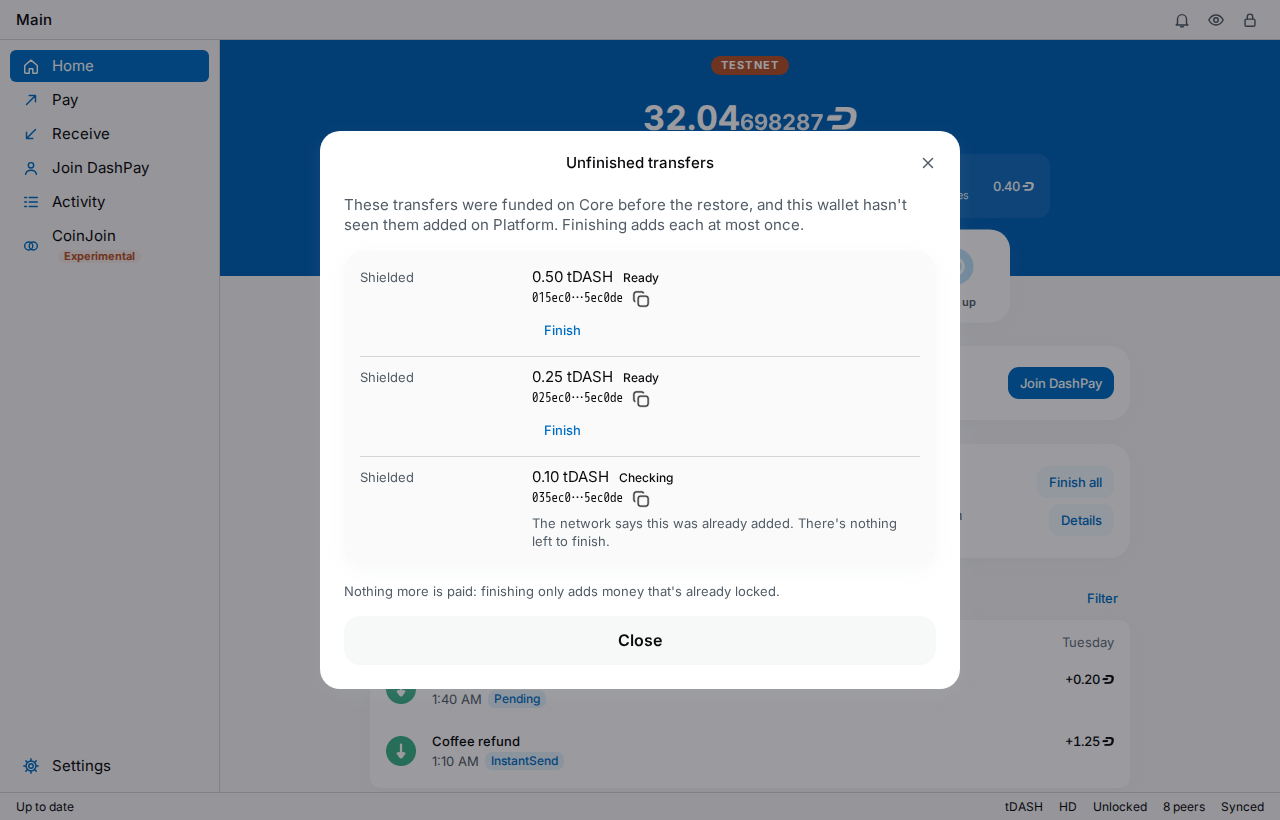 Main
Home
Pay
Receive
Join DashPay
Activity
CoinJoin
Experimental
Settings
TESTNET
32.04698287
es
0.40
up
Join DashPay
Finish all
Details
Filter
Tuesday
+0.20
1:40 AM Pending
Coffee refund
+1.25
1:10 AM InstantSend
Unfinished transfers
These transfers were funded on Core before the restore, and this wallet hasn't
seen them added on Platform. Finishing adds each at most once.
Shielded
0.50 tDASH Ready
015ec0···5ec0de
Finish
Shielded
0.25 tDASH Ready
025ec0···5ec0de
Finish
Shielded
0.10 tDASH Checking
035ec0···5ec0de
The network says this was already added. There's nothing
left to finish.
Nothing more is paid: finishing only adds money that's already locked.
Close
Up to date
tDASH HD Unlocked 8 peers Synced